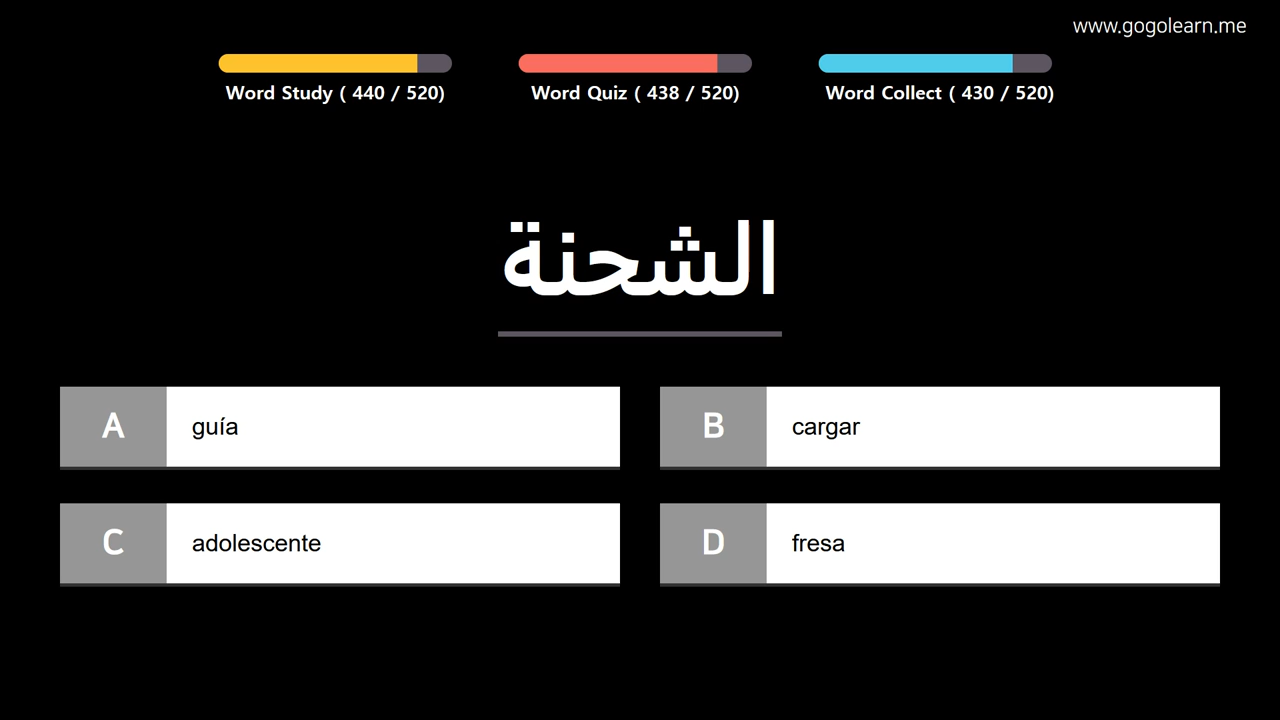 www.gogolearn.me
Word Study ( 440 / 520)
Word Quiz ( 438 / 520)
Word Collect ( 430 / 520)
الشحنة
A guía
B cargar
C adolescente
D fresa